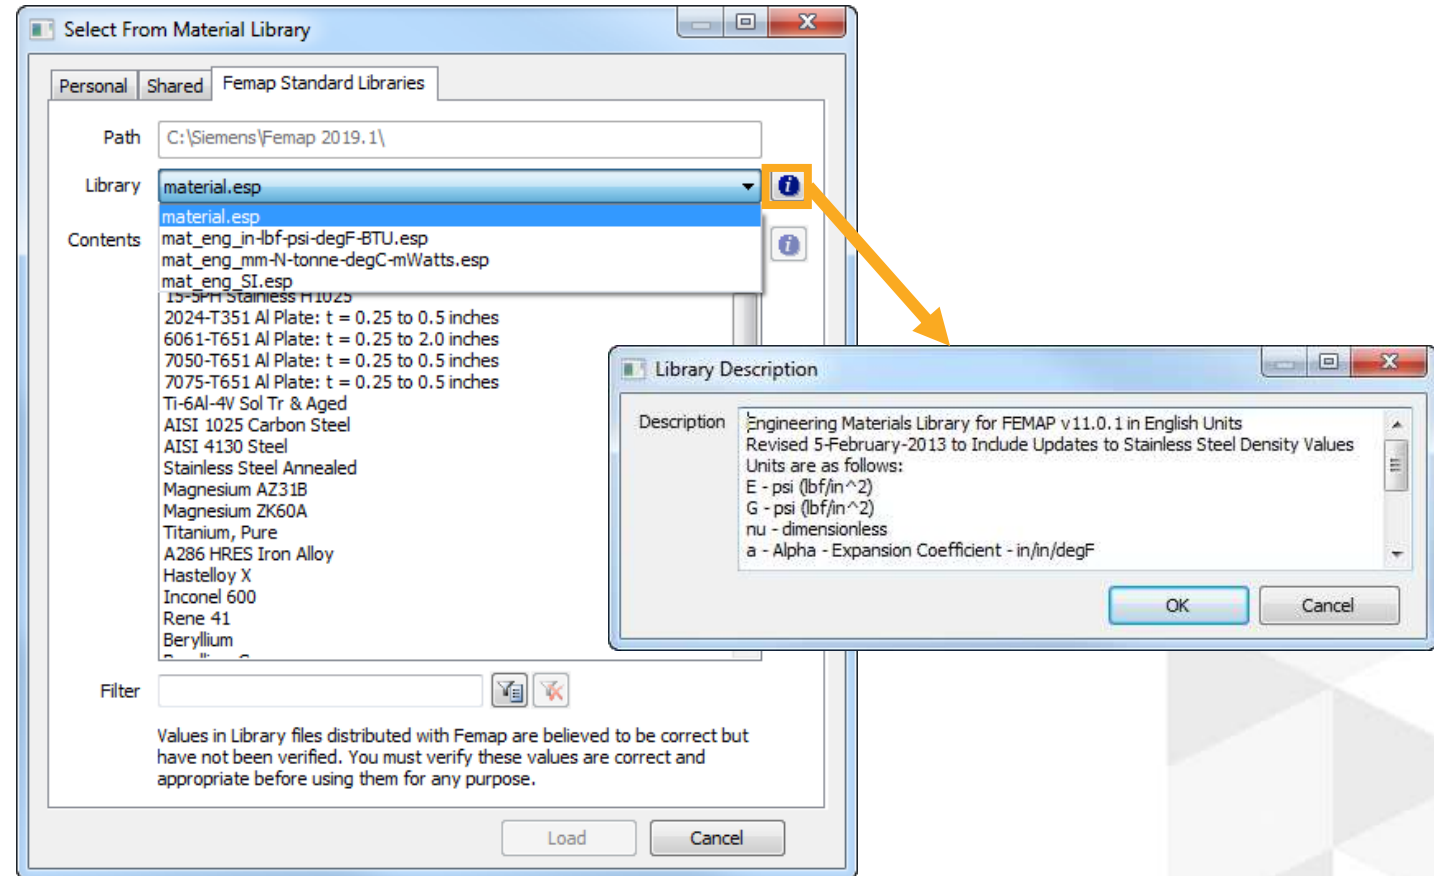 Select From Material Library
Personal
Shared
Femap Standard Libraries
Path
C:\Siemens\Femap 2019.1\
Library
material.esp
material.esp
mat_eng_in-lbf-psi-degF-BTU.esp
mat_eng_mm-N-tonne-degC-mWatts.esp
mat_eng_SI.esp
Contents
15-5PH Stainless H1025
2024-T351 Al Plate: t = 0.25 to 0.5 inches
6061-T651 Al Plate: t = 0.25 to 2.0 inches
7050-T651 Al Plate: t = 0.25 to 0.5 inches
7075-T651 Al Plate: t = 0.25 to 0.5 inches
Ti-6Al-4V Sol Tr & Aged
AISI 1025 Carbon Steel
AISI 4130 Steel
Stainless Steel Annealed
Magnesium AZ31B
Magnesium ZK60A
Titanium, Pure
A286 HRES Iron Alloy
Hastelloy X
Inconel 600
Rene 41
Beryllium
Filter
Values in Library files distributed with Femap are believed to be correct but
have not been verified. You must verify these values are correct and
appropriate before using them for any purpose.
Load
Cancel
Library Description
Description
Engineering Materials Library for FEMAP v11.0.1 in English Units
Revised 5-February-2013 to Include Updates to Stainless Steel Density Values
Units are as follows:
E - psi (lbf/in^2)
G - psi (lbf/in^2)
nu - dimensionless
a - Alpha - Expansion Coefficient - in/in/degF
OK
Cancel